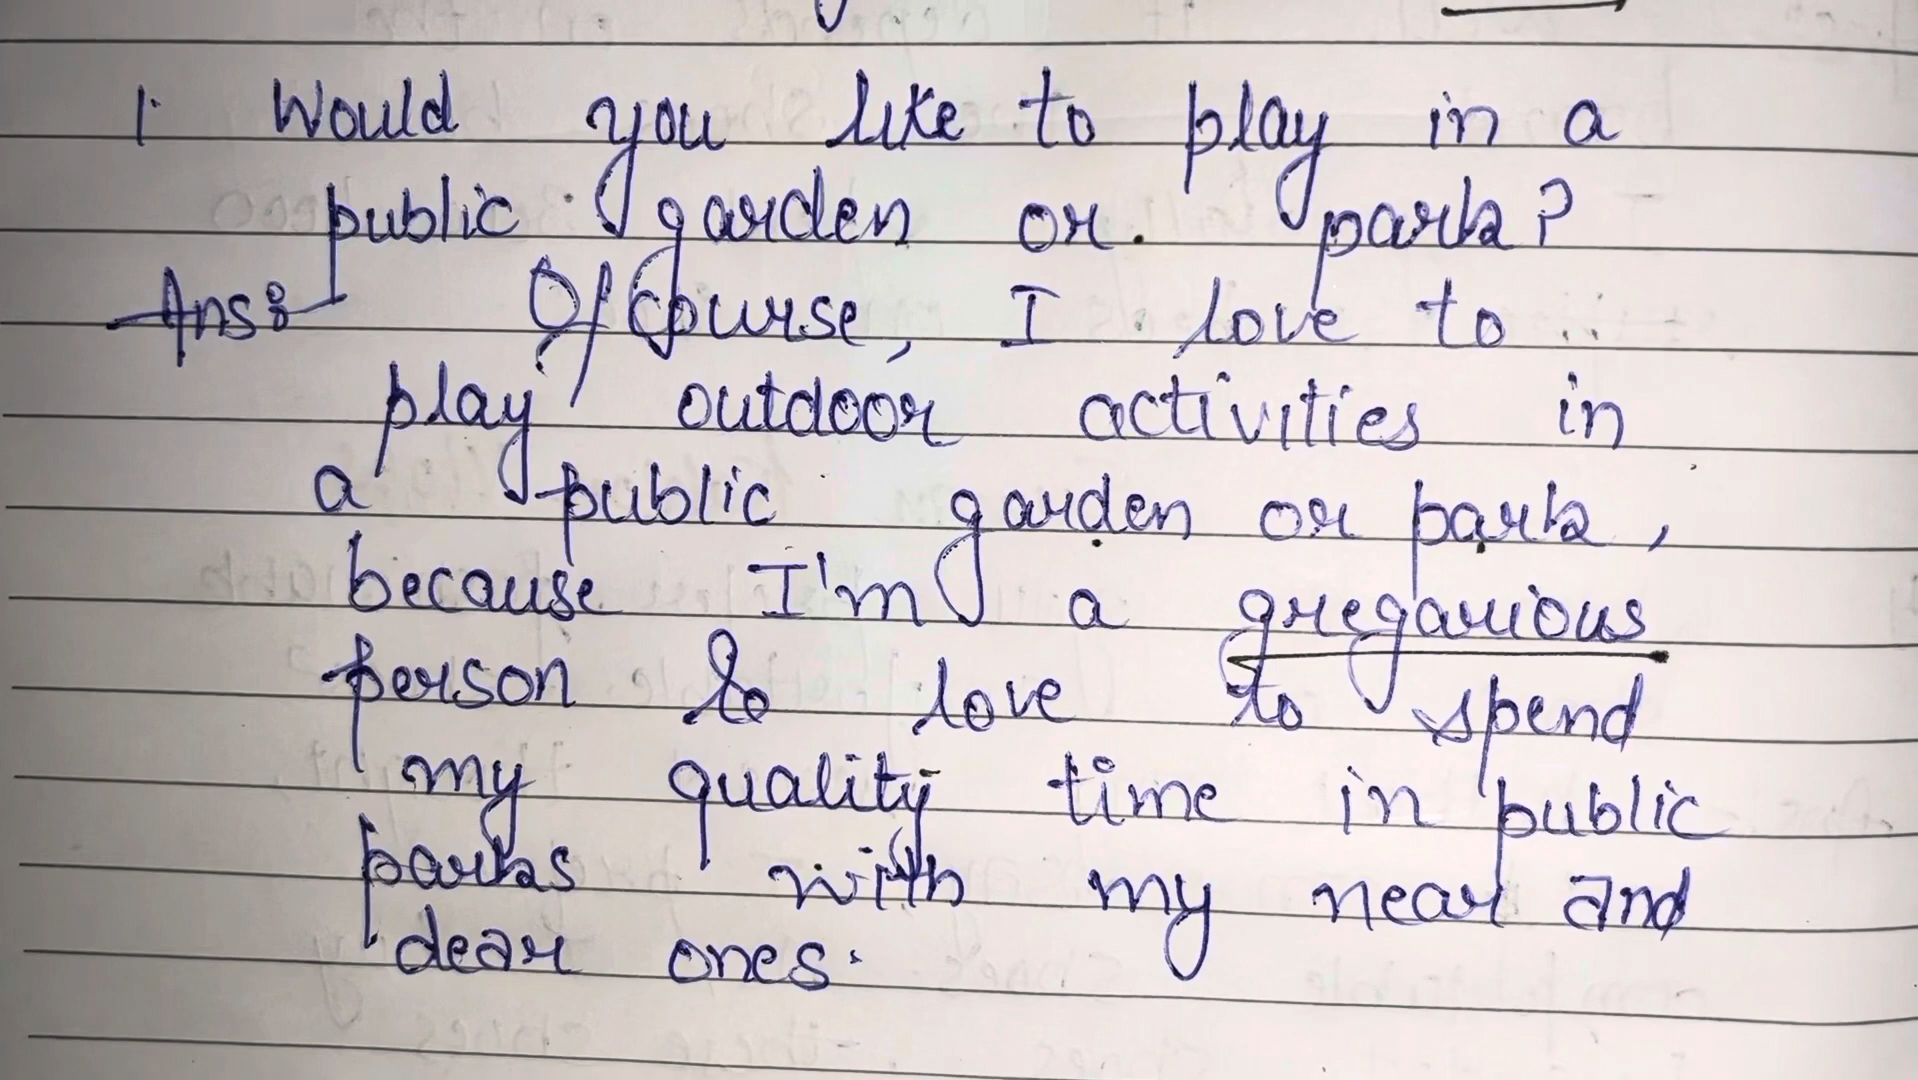 1. Would you like to play in a
public garden or. park?
Ans: Ofcourse, I love to
play outdoor activities in
a public garden or park,
because I'm a gregarious
person & love to spend
my quality time in public
parks with my near and
dear ones.